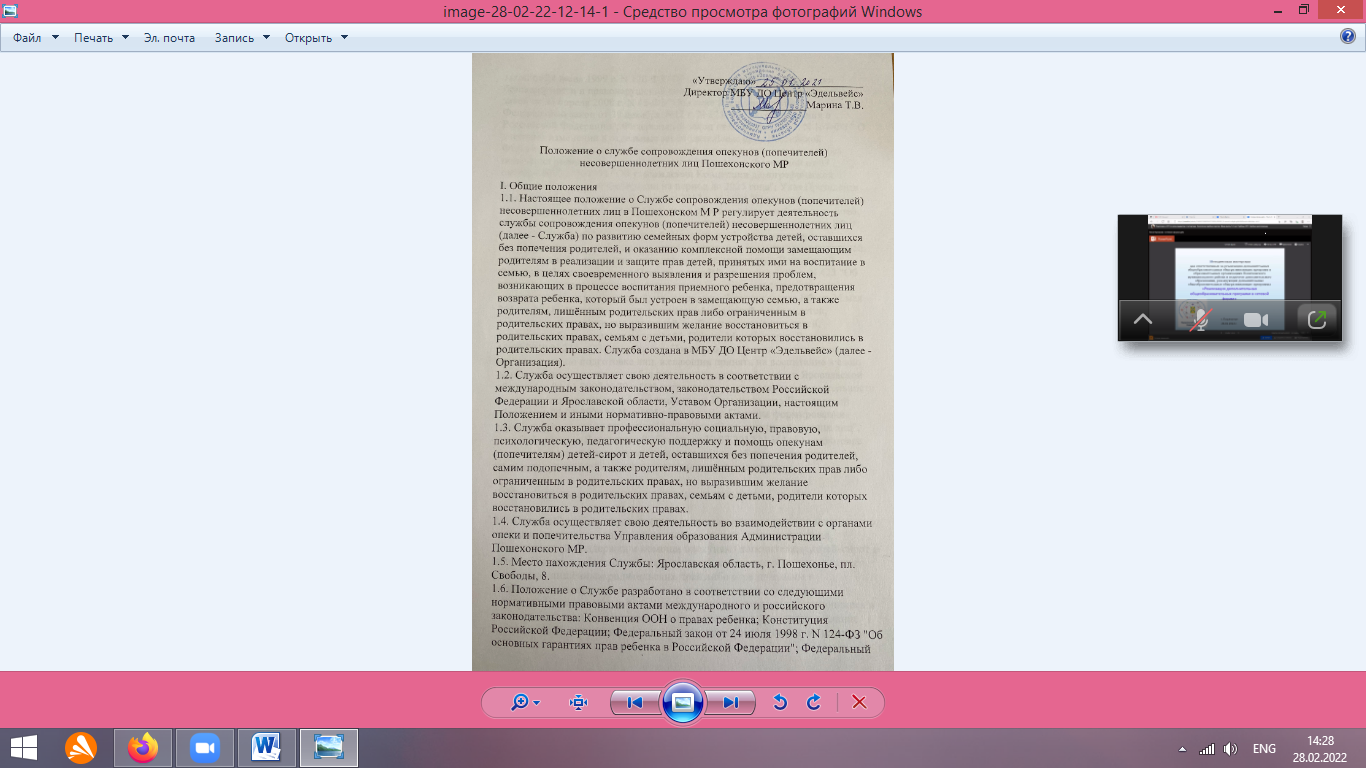 image-28-02-22-12-14-1 - Средство просмотра фотографий Windows
Файл Печать Эл. почта Запись Открыть
«Утверждаю» 25.01.2021
Директор МБУ ДО Центр «Эдельвейс»
Марина Т.В.
Положение о службе сопровождения опекунов (попечителей)
несовершеннолетних лиц Пошехонского МР
I. Общие положения
1.1. Настоящее положение о Службе сопровождения опекунов (попечителей)
несовершеннолетних лиц в Пошехонском М Р регулирует деятельность
службы сопровождения опекунов (попечителей) несовершеннолетних лиц
(далее - Служба) по развитию семейных форм устройства детей, оставшихся
без попечения родителей, и оказанию комплексной помощи замещающим
родителям в реализации и защите прав детей, принятых ими на воспитание в
семью, в целях своевременного выявления и разрешения проблем,
возникающих в процессе воспитания приемного ребенка, предотвращения
возврата ребенка, который был устроен в замещающую семью, а также
родителям, лишённым родительских прав либо ограниченным в
родительских правах, но выразившим желание восстановиться в
родительских правах, семьям с детьми, родители которых восстановились в
родительских правах. Служба создана в МБУ ДО Центр «Эдельвейс» (далее -
Организация).
1.2. Служба осуществляет свою деятельность в соответствии с
международным законодательством, законодательством Российской
Федерации и Ярославской области, Уставом Организации, настоящим
Положением и иными нормативно-правовыми актами.
1.3. Служба оказывает профессиональную социальную, правовую,
психологическую, педагогическую поддержку и помощь опекунам
(попечителям) детей-сирот и детей, оставшихся без попечения родителей,
самим подопечным, а также родителям, лишённым родительских прав либо
ограниченным в родительских правах, но выразившим желание
восстановиться в родительских правах, семьям с детьми, родители которых
восстановились в родительских правах.
1.4. Служба осуществляет свою деятельность во взаимодействии с органами
опеки и попечительства Управления образования Администрации
Пошехонского МР.
1.5. Место нахождения Службы: Ярославская область, г. Пошехонье, пл.
Свободы, 8.
1.6. Положение о Службе разработано в соответствии со следующими
нормативными правовыми актами международного и российского
законодательства: Конвенция ООН о правах ребенка; Конституция
Российской Федерации; Федеральный закон от 24 июля 1998 г. N 124-ФЗ "Об
основных гарантиях прав ребенка в Российской Федерации"; Федеральный
ENG
14:28
28.02.2022